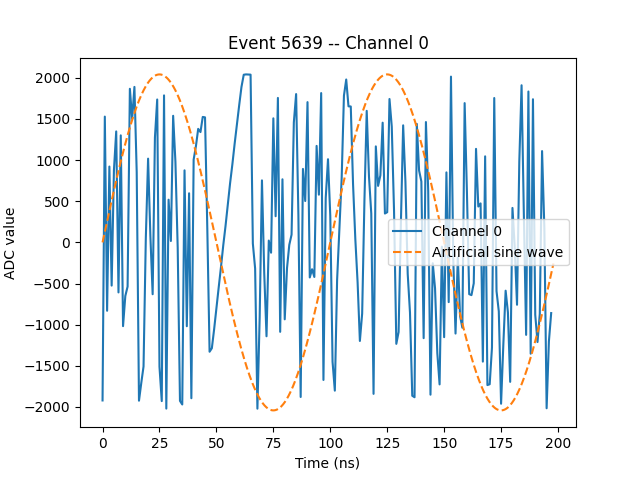 Event 5639 -- Channel 0
ADC value
2000
1500
1000
500
0
−500
−1000
−1500
−2000
Channel 0
Artificial sine wave
0 25 50 75 100 125 150 175 200
Time (ns)